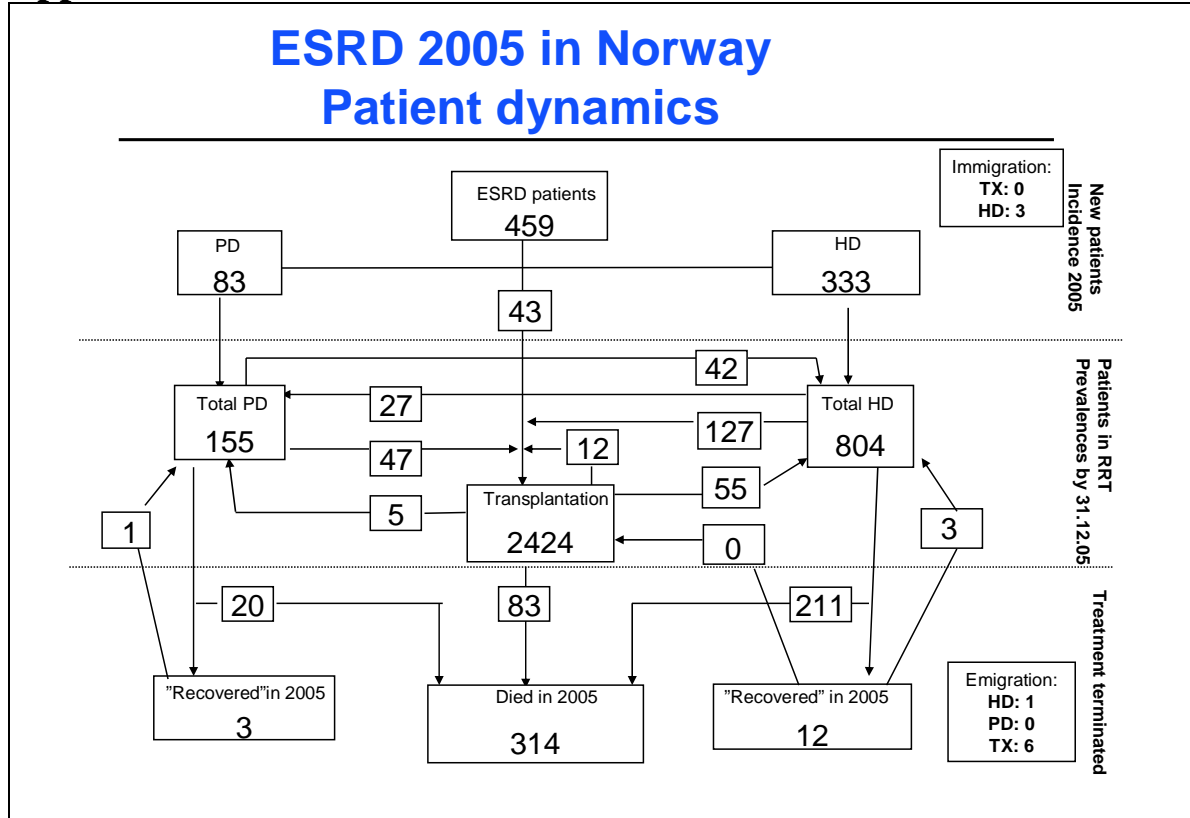 ESRD 2005 in Norway
Patient dynamics
Immigration:
TX: 0
HD: 3
New patients
Incidence 2005
ESRD patients
459
PD
83
HD
333
43
Patients in RRT
Prevalences by 31.12.05
42
Total PD
155
27
Total HD
804
127
47
12
55
5
Transplantation
2424
1
0
3
Treatment terminated
20
83
211
"Recovered"in 2005
3
Died in 2005
314
"Recovered" in 2005
12
Emigration:
HD: 1
PD: 0
TX: 6